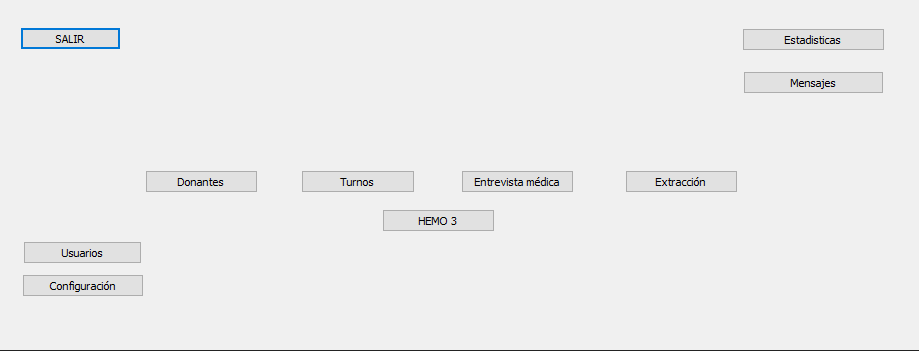 SALIR
Estadisticas
Mensajes
Donantes
Turnos
Entrevista médica
Extracción
HEMO 3
Usuarios
Configuración